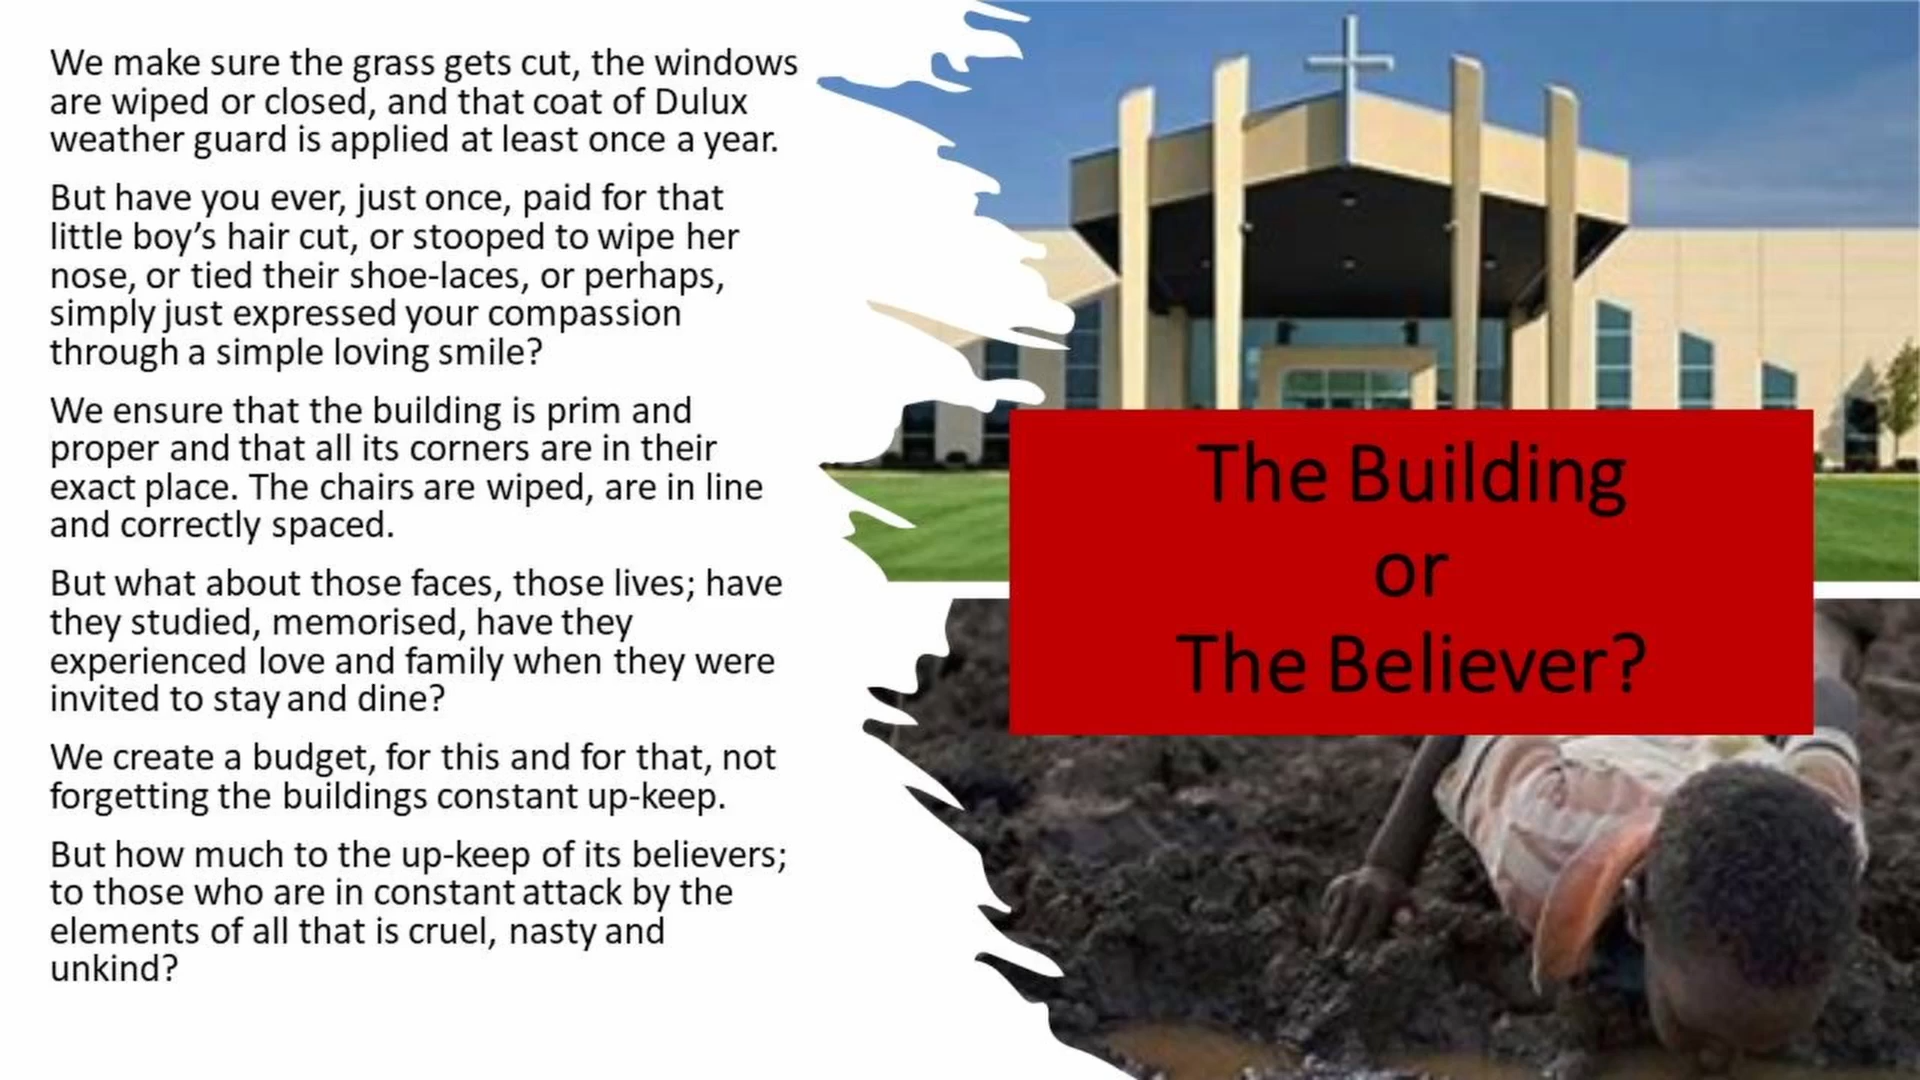 We make sure the grass gets cut, the windows
are wiped or closed, and that coat of Dulux
weather guard is applied at least once a year.
But have you ever, just once, paid for that
little boy’s hair cut, or stooped to wipe her
nose, or tied their shoe-laces, or perhaps,
simply just expressed your compassion
through a simple loving smile?
We ensure that the building is prim and
proper and that all its corners are in their
exact place. The chairs are wiped, are in line
and correctly spaced.
But what about those faces, those lives; have
they studied, memorised, have they
experienced love and family when they were
invited to stay and dine?
We create a budget, for this and for that, not
forgetting the buildings constant up-keep.
But how much to the up-keep of its believers;
to those who are in constant attack by the
elements of all that is cruel, nasty and
unkind?
The Building
or
The Believer?